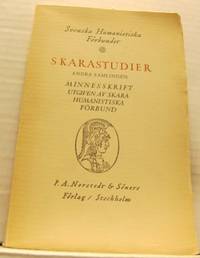 Svenska Humanistiska
Förbundet
SKARASTUDIER
ANDRA SAMLINGEN
MINNESSKRIFT
UTGIVEN AV SKARA
HUMANISTISKA
FÖRBUND
P. A. Norstedt & Söners
Förlag / Stockholm